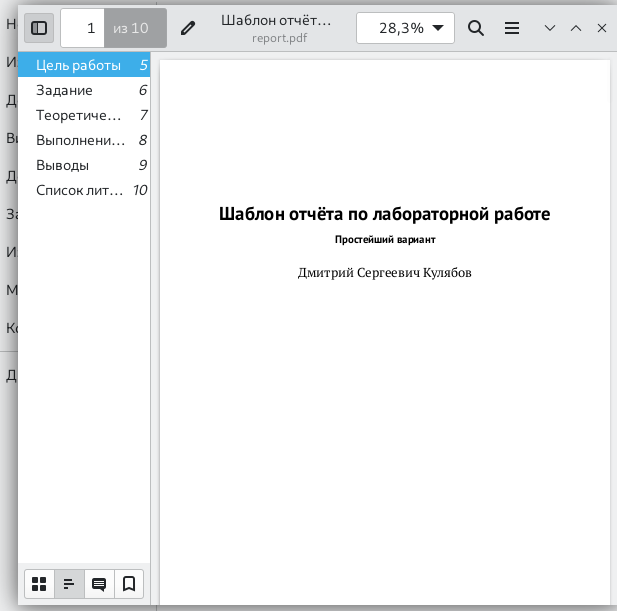 1 из 10
Шаблон отчёт…
report.pdf
28,3%
Цель работы 5
Задание 6
Теоретиче… 7
Выполнени… 8
Выводы 9
Список лит… 10
Шаблон отчёта по лабораторной работе
Простейший вариант
Дмитрий Сергеевич Кулябов